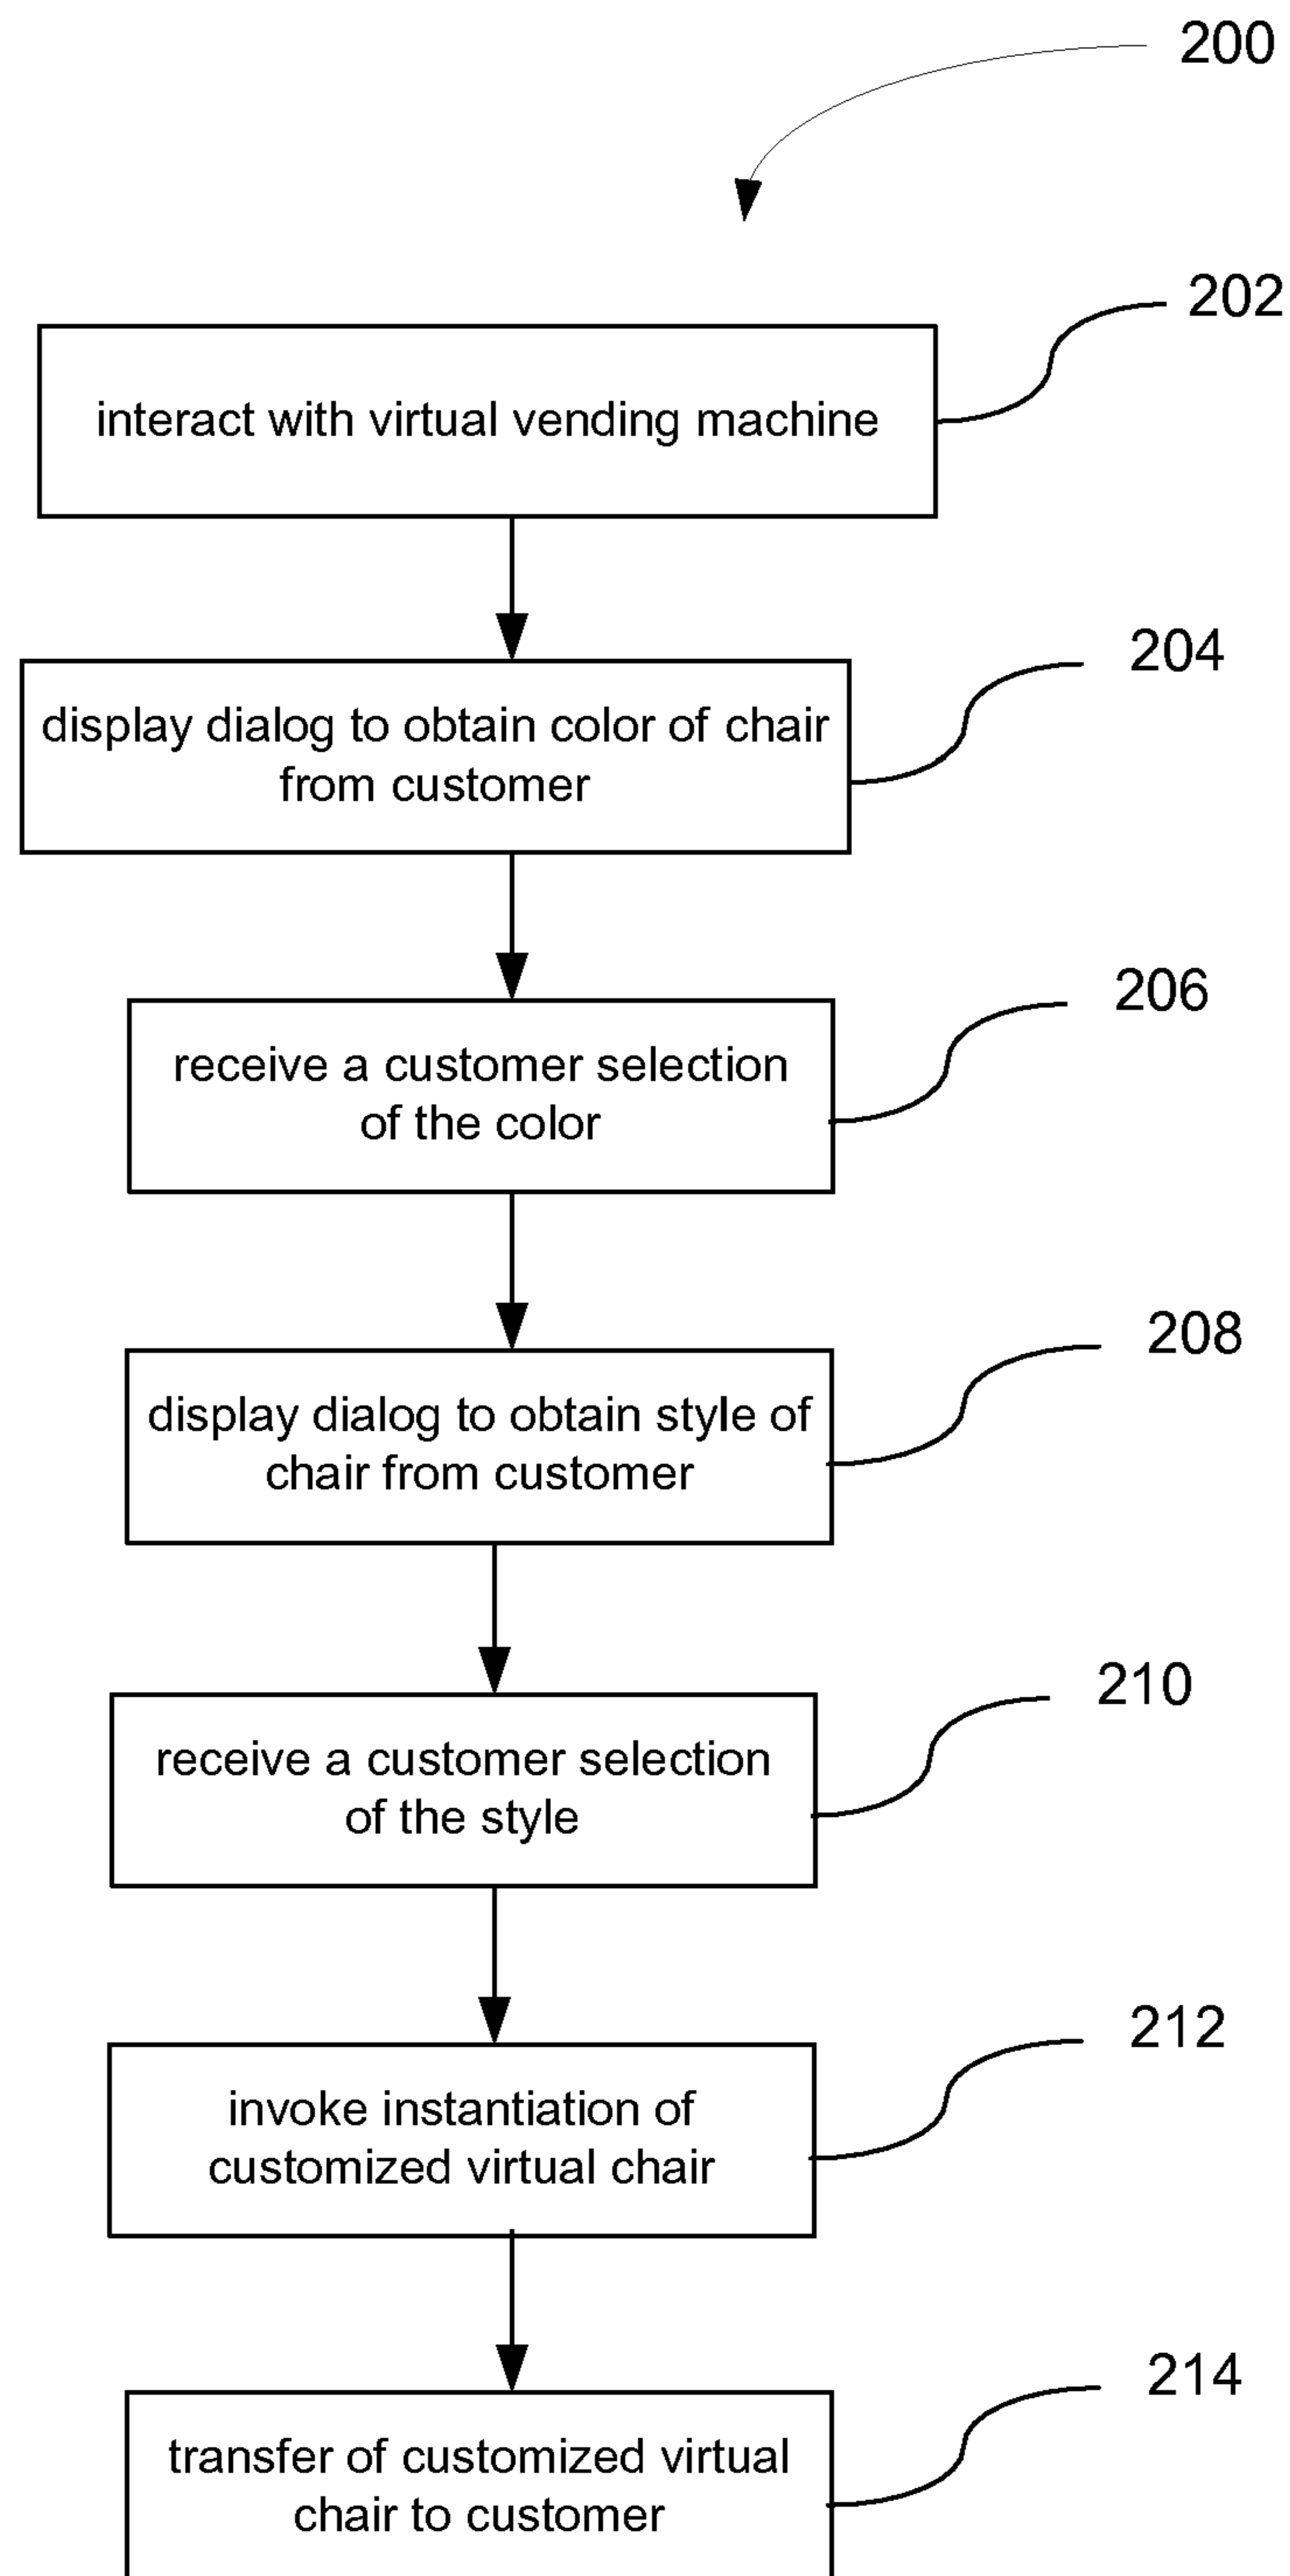 200
202
interact with virtual vending machine
204
display dialog to obtain color of chair
from customer
206
receive a customer selection
of the color
208
display dialog to obtain style of
chair from customer
210
receive a customer selection
of the style
212
invoke instantiation of
customized virtual chair
214
transfer of customized virtual
chair to customer